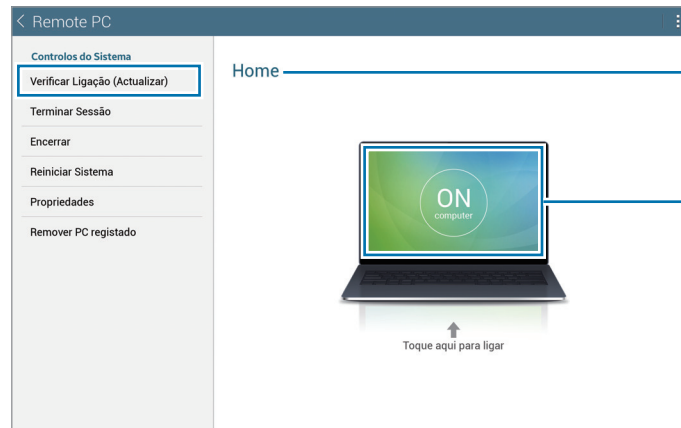 Remote PC
Controlos do Sistema
Verificar Ligação (Actualizar)
Terminar Sessão
Encerrar
Reiniciar Sistema
Propriedades
Remover PC registado
Home
ON
computer
Toque aqui para ligar